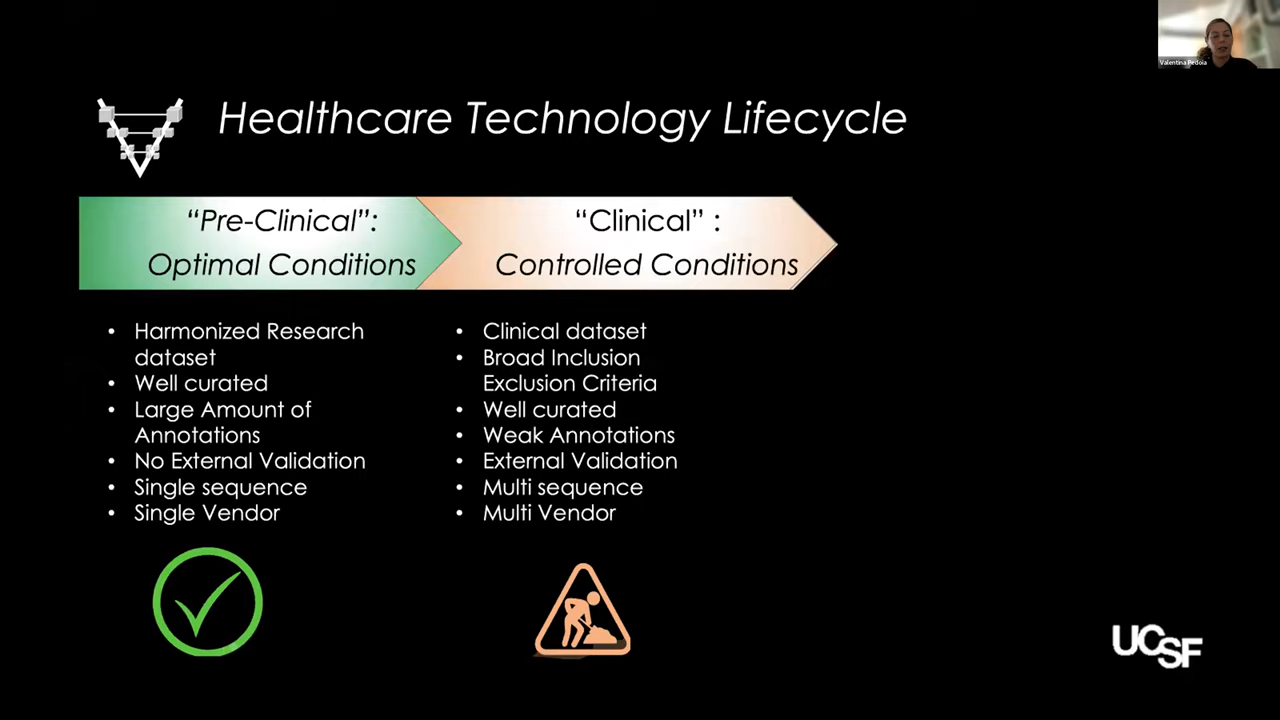 Valentina Pedoia
Healthcare Technology Lifecycle
“Pre-Clinical”:
Optimal Conditions
“Clinical” :
Controlled Conditions
• Harmonized Research
dataset
• Well curated
• Large Amount of
Annotations
• No External Validation
• Single sequence
• Single Vendor
• Clinical dataset
• Broad Inclusion
Exclusion Criteria
• Well curated
• Weak Annotations
• External Validation
• Multi sequence
• Multi Vendor
UCSF